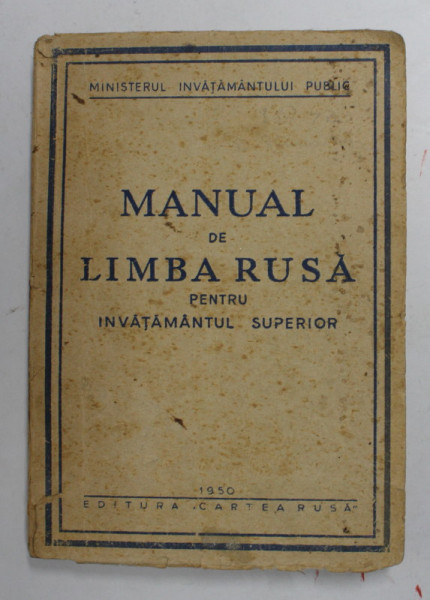 MINISTERUL INVĂȚĂMÂNTULUI PUBLIC
MANUAL
DE
LIMBA RUSĂ
PENTRU
INVĂȚĂMÂNTUL SUPERIOR
1950
EDITURA „CARTEA RUSĂ"